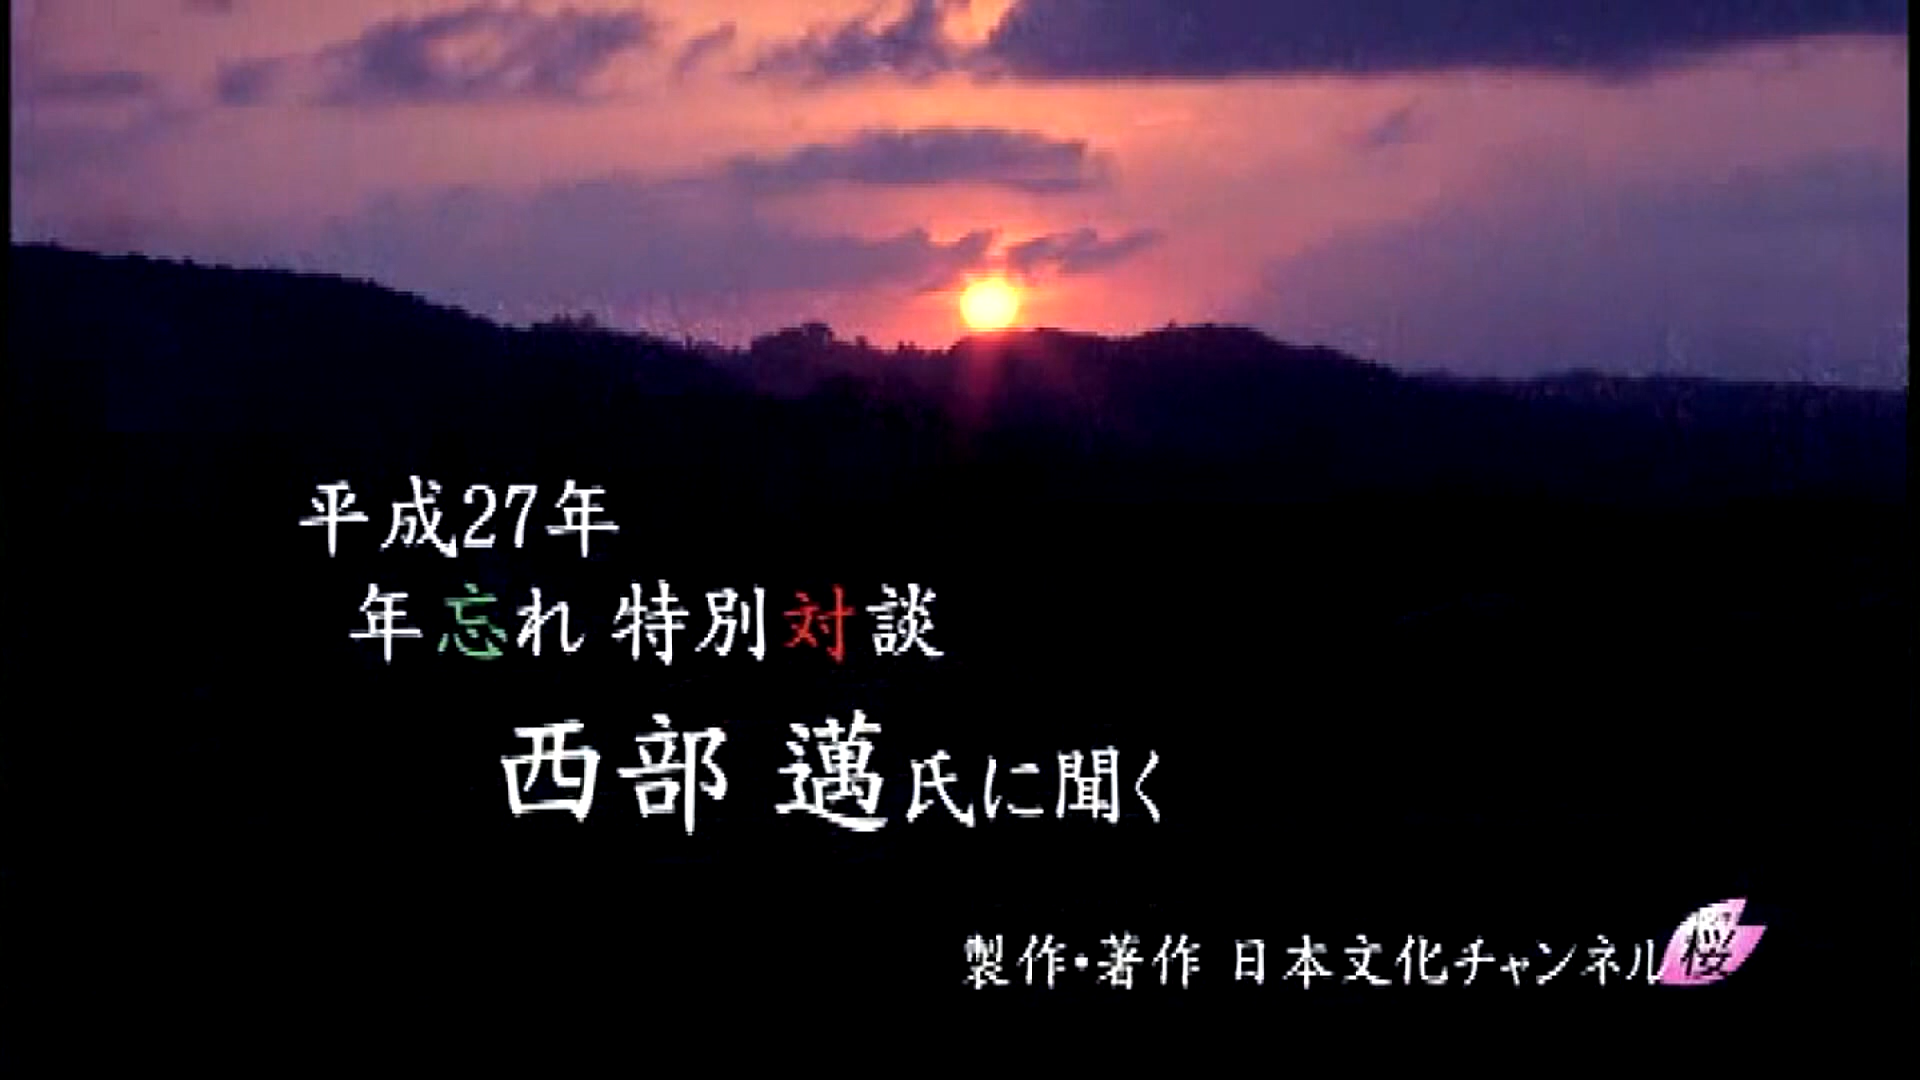 平成27年
年忘れ 特別対談
西部 邁氏に聞く
製作・著作 日本文化チャンネル桜